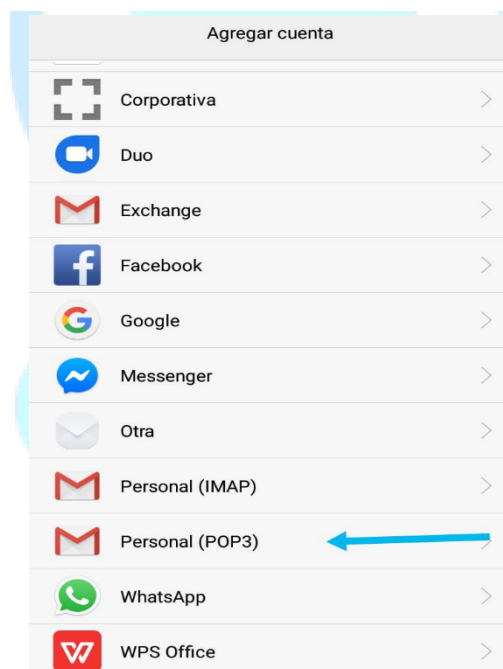 Agregar cuenta
Corporativa
Duo
Exchange
Facebook
Google
Messenger
Otra
Personal (IMAP)
Personal (POP3)
WhatsApp
WPS Office